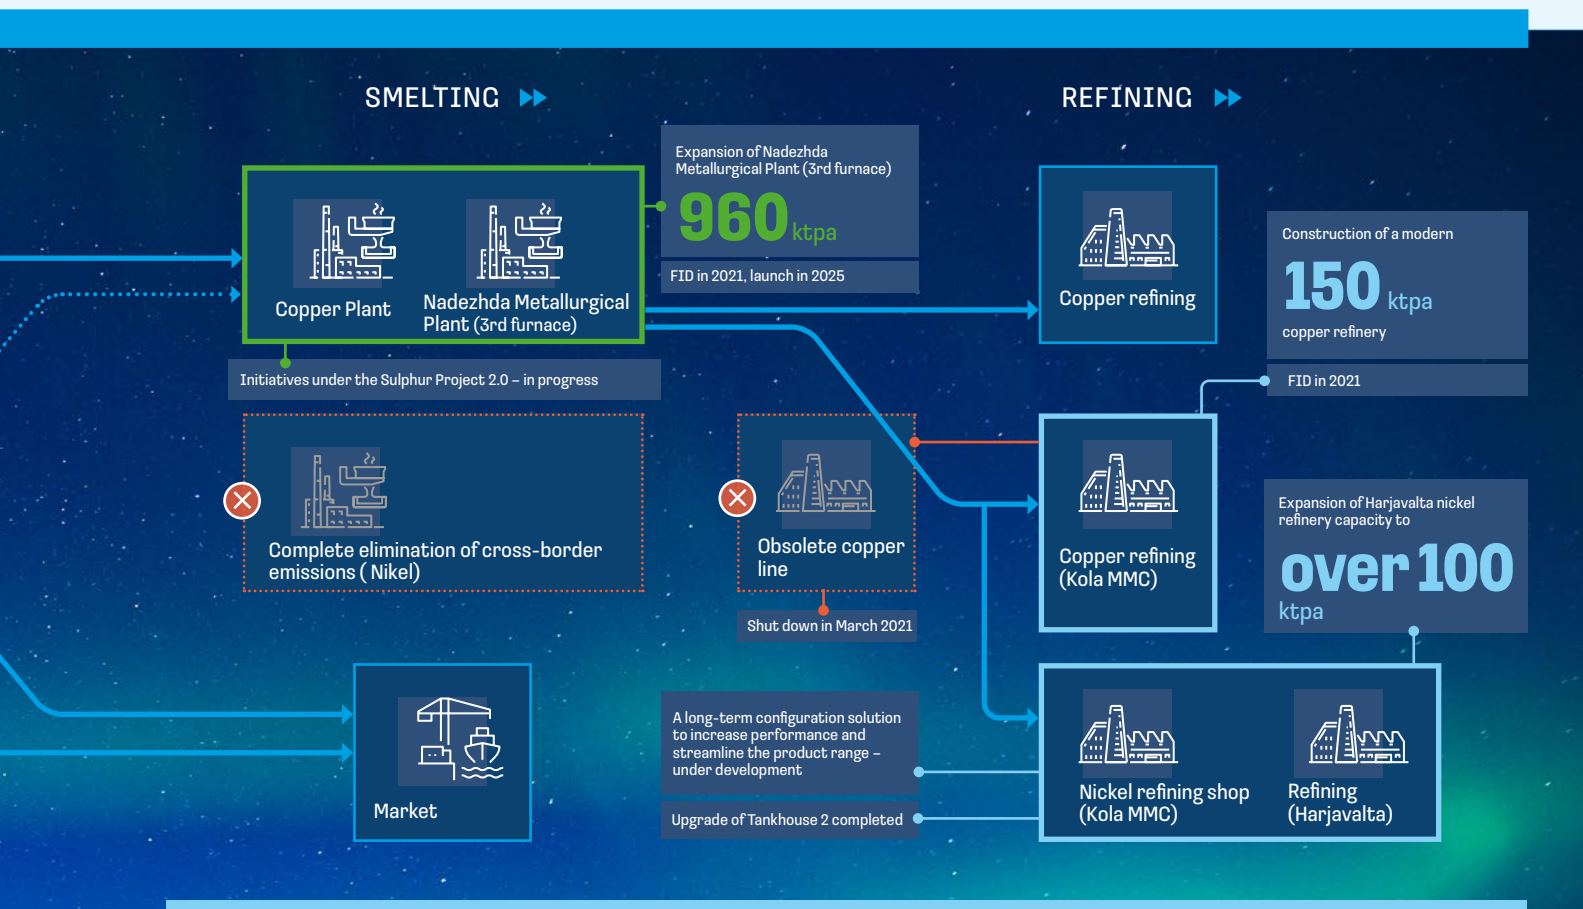 SMELTING
REFINING
Expansion of Nadezhda
Metallurgical Plant (3rd furnace)
960 ktpa
FID in 2021, launch in 2025
Copper Plant
Nadezhda Metallurgical
Plant (3rd furnace)
Initiatives under the Sulphur Project 2.0 – in progress
Copper refining
Construction of a modern
150 ktpa
copper refinery
FID in 2021
Complete elimination of cross-border
emissions ( Nikel)
Obsolete copper
line
Shut down in March 2021
Copper refining
(Kola MMC)
Expansion of Harjavalta nickel
refinery capacity to
over 100
ktpa
Market
A long-term configuration solution
to increase performance and
streamline the product range –
under development
Upgrade of Tankhouse 2 completed
Nickel refining shop
(Kola MMC)
Refining
(Harjavalta)